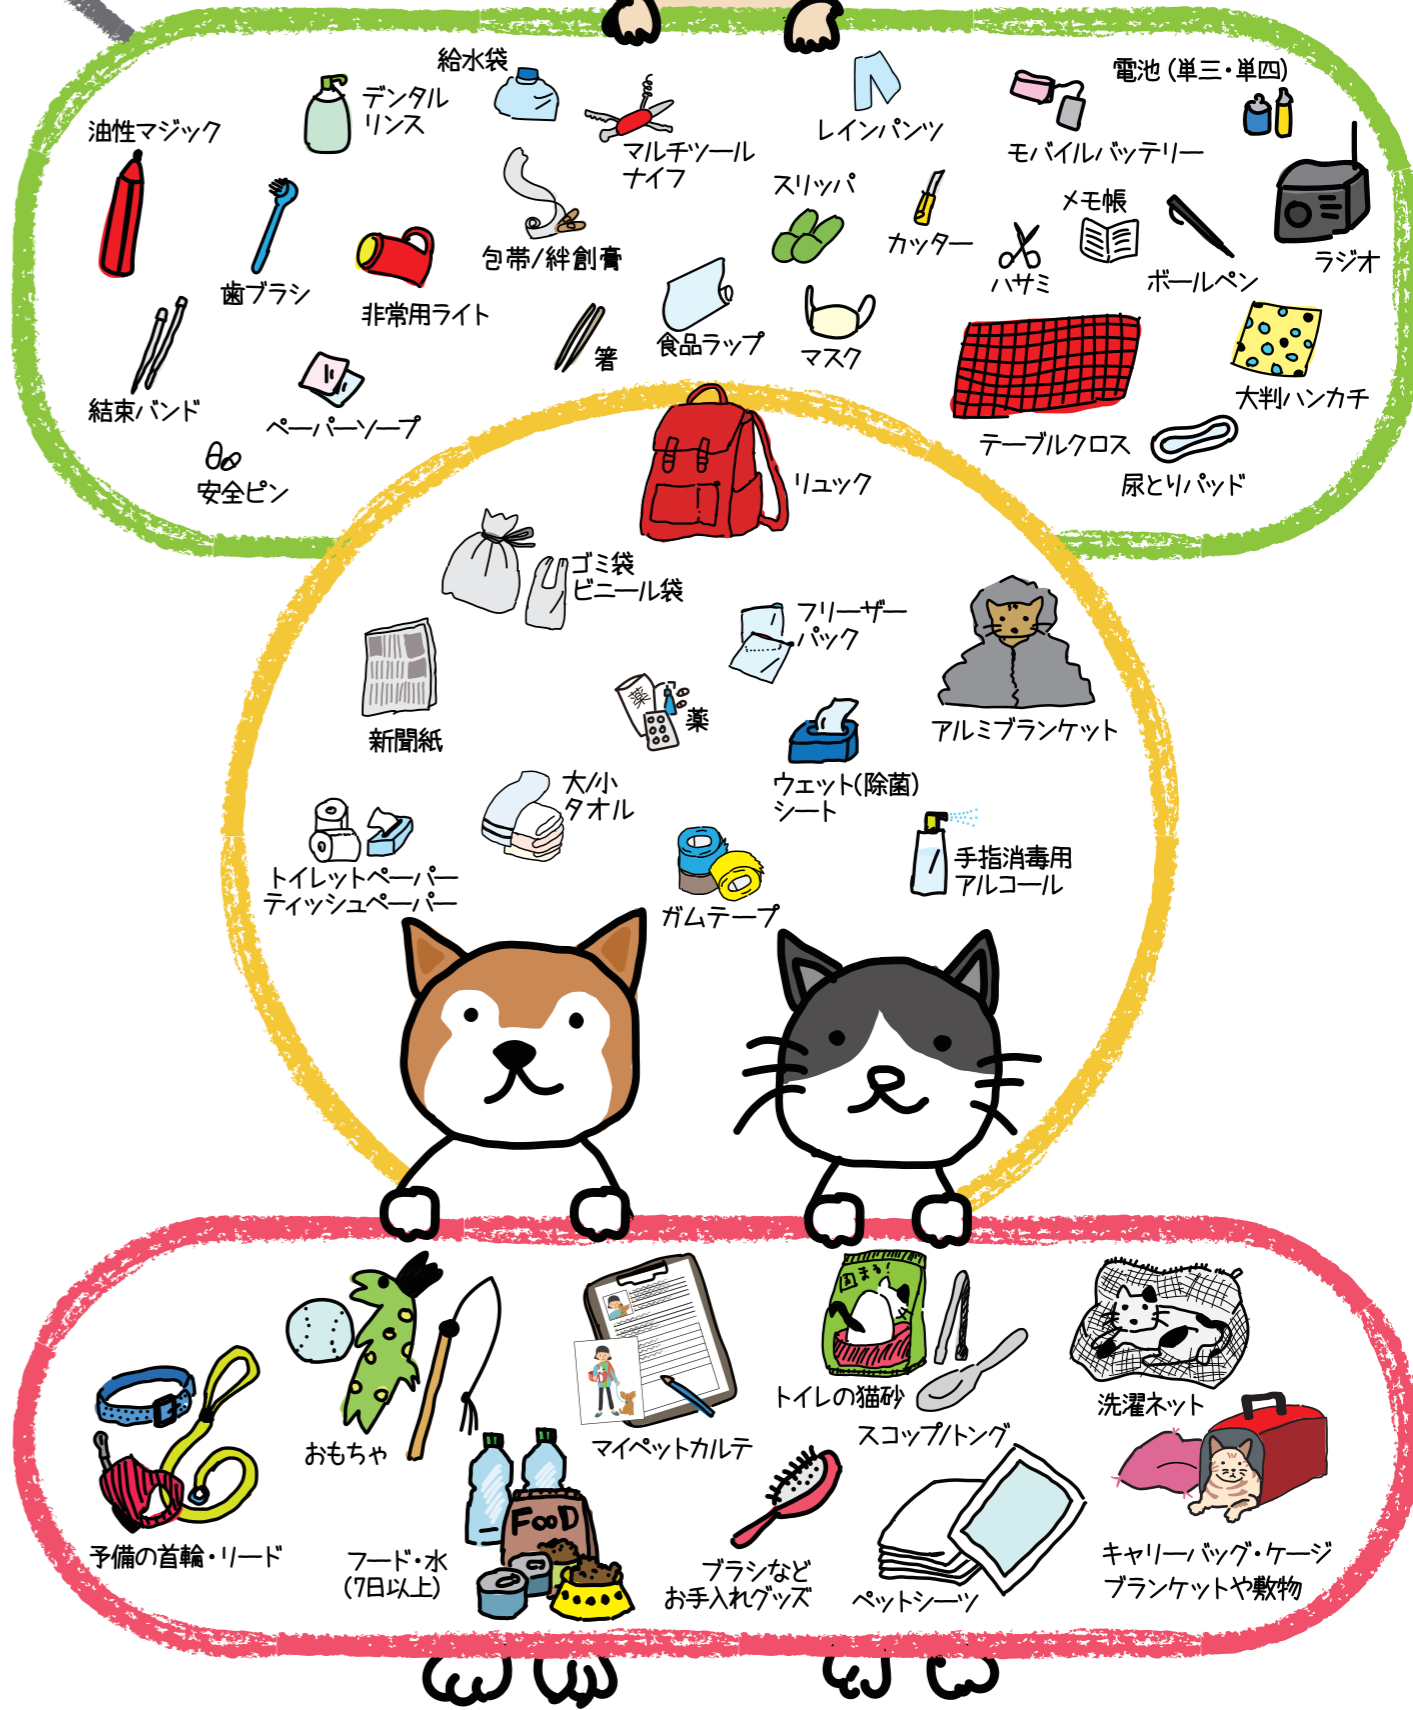 給水袋
デンタル
リンス
油性マジック
マルチツール
ナイフ
レインパンツ
電池（単三・単四）
モバイルバッテリー
スリッパ
メモ帳
カッター
ハサミ
ボールペン
ラジオ
包帯/絆創膏
歯ブラシ
非常用ライト
箸
食品ラップ
マスク
結束バンド
ペーパーソープ
安全ピン
テーブルクロス
大判ハンカチ
尿とりパッド
リュック
ゴミ袋
ビニール袋
フリーザー
パック
新聞紙
薬
薬
アルミブランケット
大/小
タオル
ウェット（除菌）
シート
トイレットペーパー
ティッシュペーパー
ガムテープ
手指消毒用
アルコール
まる！
おもちゃ
マイペットカルテ
トイレの猫砂
スコップ/トング
洗濯ネット
予備の首輪・リード
フード・水
（7日以上）
FooD
ブラシなど
お手入れグッズ
ペットシーツ
キャリーバッグ・ケージ
ブランケットや敷物